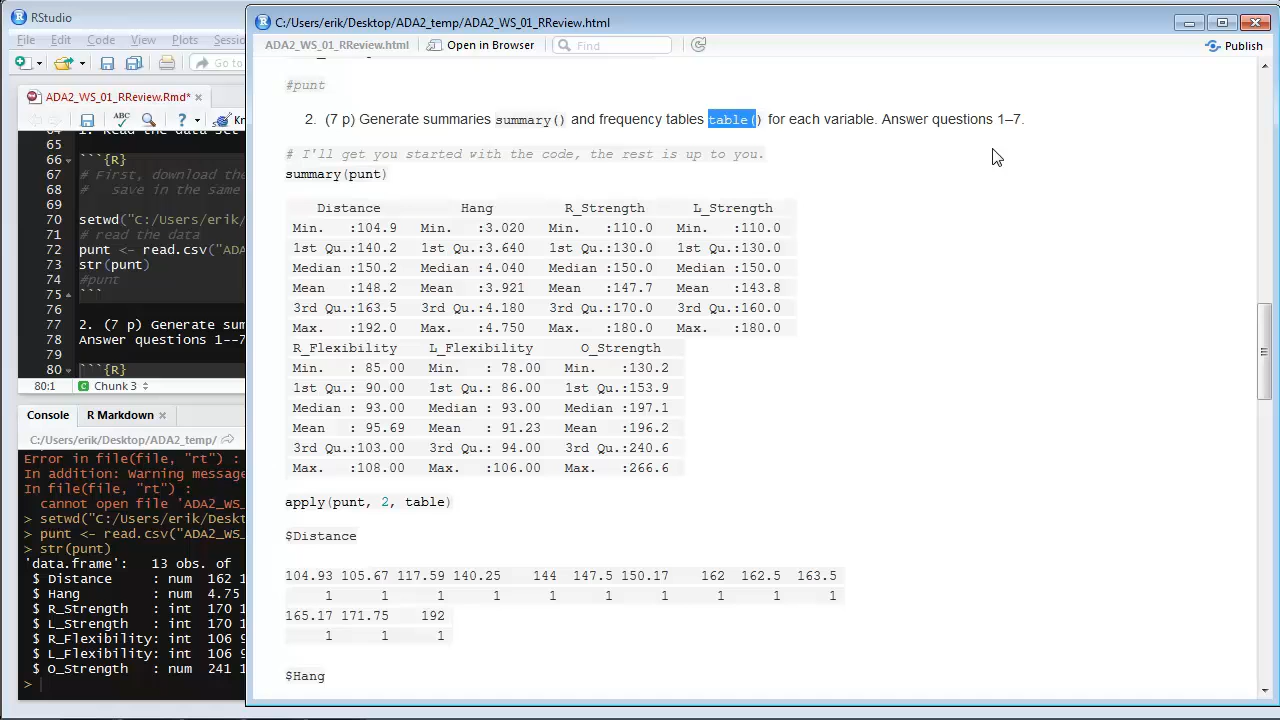 RStudio
File Edit Code View Plots Sessi
Go to
ADA2_WS_01_RReview.Rmd*
ABC ? Kn
65
66 ```{R}
67 # First, download the
68 # save in the same
69
70 setwd("C:/Users/erik/
71 # read the data
72 punt <- read.csv("ADA
73 str(punt)
74 #punt
75 ```
76
77 2. (7 p) Generate sum
78 Answer questions 1--7
79
80 ```{R}
80:1 Chunk 3
Console R Markdown
C:/Users/erik/Desktop/ADA2_temp/
Error in file(file, "rt") :
In addition: Warning message
In file(file, "rt") :
cannot open file 'ADA2_WS_
> setwd("C:/Users/erik/Deskt
> punt <- read.csv("ADA2_WS_
> str(punt)
'data.frame': 13 obs. of
$ Distance : num 162 1
$ Hang : num 4.75
$ R_Strength : int 170 1
$ L_Strength : int 170 1
$ R_Flexibility: int 106 9
$ L_Flexibility: int 106 9
$ O_Strength : num 241 1
>
C:/Users/erik/Desktop/ADA2_temp/ADA2_WS_01_RReview.html
ADA2_WS_01_RReview.html Open in Browser Find Publish
#punt
2. (7 p) Generate summaries summary() and frequency tables table() for each variable. Answer questions 1–7.
# I'll get you started with the code, the rest is up to you.
summary(punt)
Distance Hang R_Strength L_Strength
Min. :104.9 Min. :3.020 Min. :110.0 Min. :110.0
1st Qu.:140.2 1st Qu.:3.640 1st Qu.:130.0 1st Qu.:130.0
Median :150.2 Median :4.040 Median :150.0 Median :150.0
Mean :148.2 Mean :3.921 Mean :147.7 Mean :143.8
3rd Qu.:163.5 3rd Qu.:4.180 3rd Qu.:170.0 3rd Qu.:160.0
Max. :192.0 Max. :4.750 Max. :180.0 Max. :180.0
R_Flexibility L_Flexibility O_Strength
Min. : 85.00 Min. : 78.00 Min. :130.2
1st Qu.: 90.00 1st Qu.: 86.00 1st Qu.:153.9
Median : 93.00 Median : 93.00 Median :197.1
Mean : 95.69 Mean : 91.23 Mean :196.2
3rd Qu.:103.00 3rd Qu.: 94.00 3rd Qu.:240.6
Max. :108.00 Max. :106.00 Max. :266.6
apply(punt, 2, table)
$Distance
104.93 105.67 117.59 140.25 144 147.5 150.17 162 162.5 163.5
1 1 1 1 1 1 1 1 1 1
165.17 171.75 192
1 1 1
$Hang